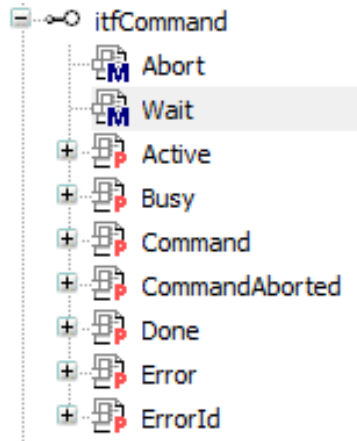 itfCommand
Abort
Wait
Active
Busy
Command
CommandAborted
Done
Error
ErrorId